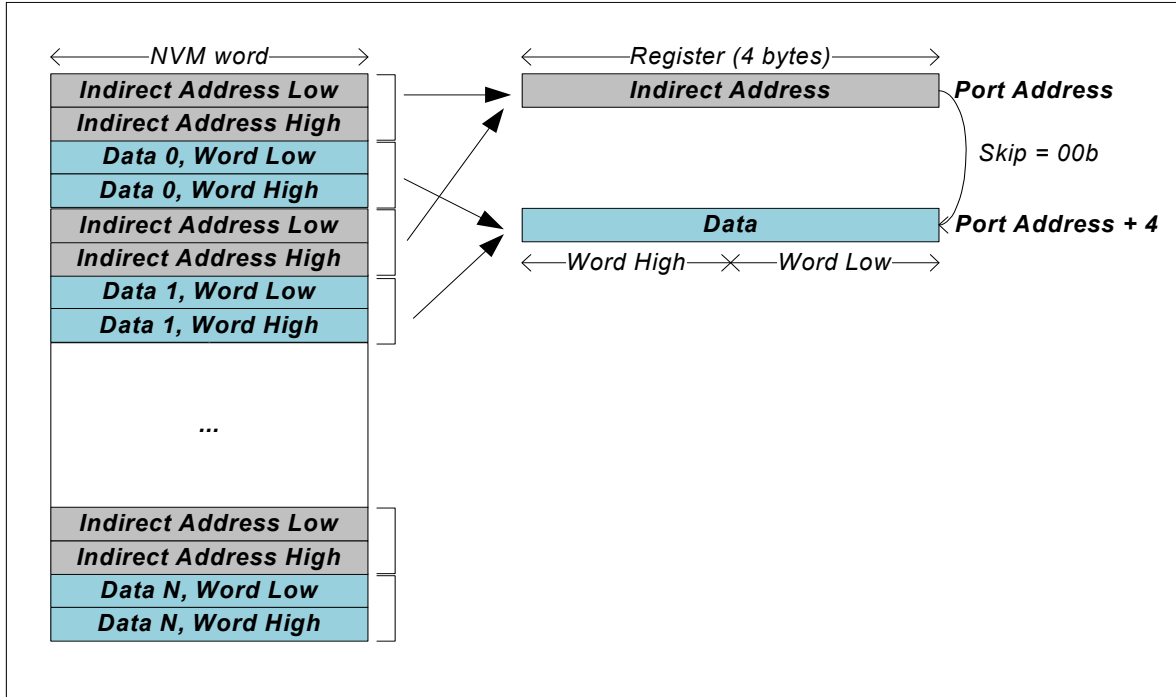 NVM word
Indirect Address Low
Indirect Address High
Data 0, Word Low
Data 0, Word High
Indirect Address Low
Indirect Address High
Data 1, Word Low
Data 1, Word High
...
Indirect Address Low
Indirect Address High
Data N, Word Low
Data N, Word High
Register (4 bytes)
Indirect Address
Port Address
Skip = 00b
Data
Port Address + 4
Word High
Word Low